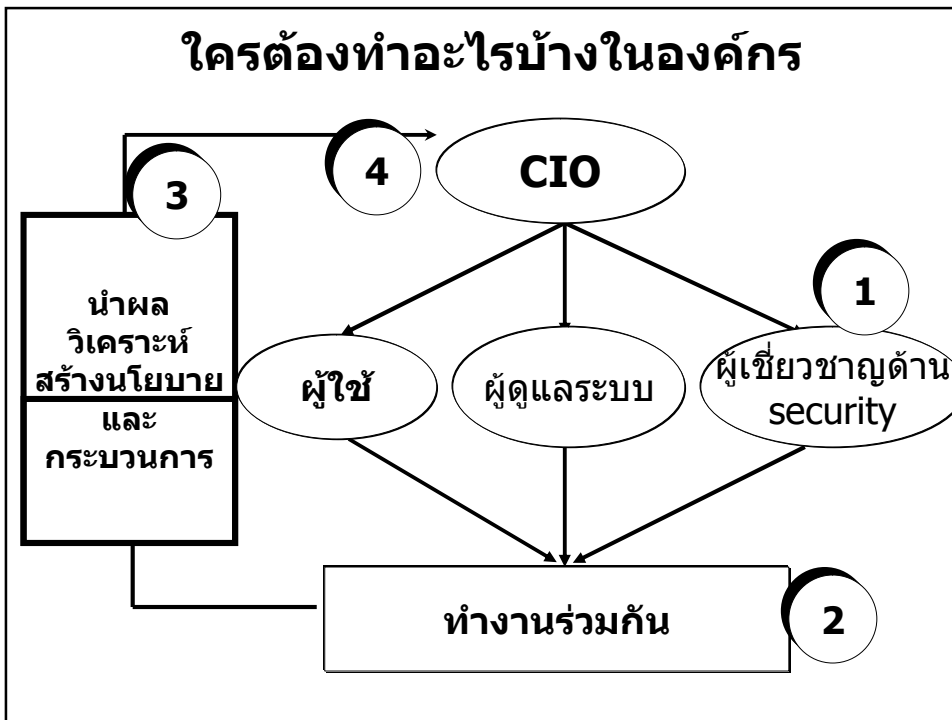 ใครต้องทำอะไรบ้างในองค์กร
4
CIO
3
1
นำผล
วิเคราะห์
สร้างนโยบาย
และ
กระบวนการ
ผู้ใช้
ผู้ดูแลระบบ
ผู้เชี่ยวชาญด้าน
security
ทำงานร่วมกัน
2